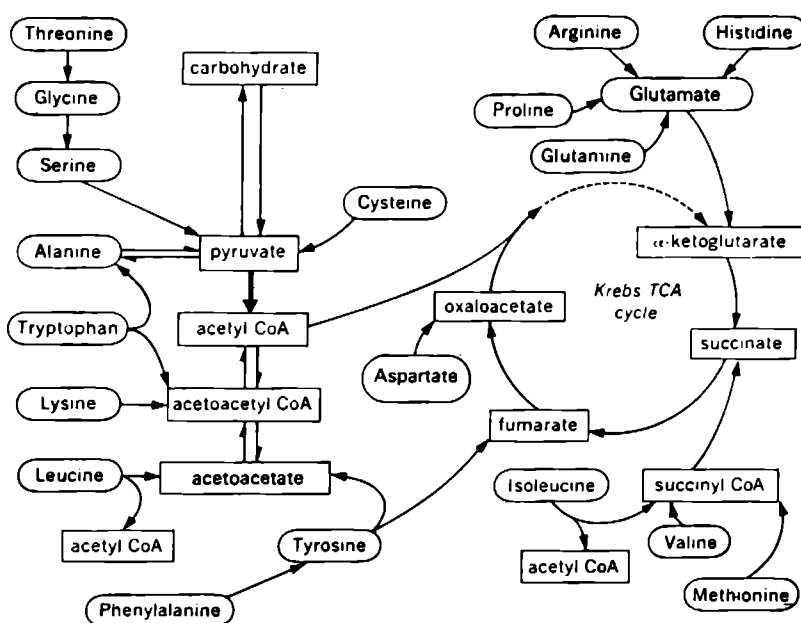 Threonine
Arginine
Histidine
carbohydrate
Glycine
Proline
Glutamate
Serine
Glutamine
Cysteine
Alanine
pyruvate
α-ketoglutarate
oxaloacetate
Krebs TCA
cycle
Tryptophan
acetyl CoA
succinate
Aspartate
Lysine
acetoacetyl CoA
fumarate
Leucine
acetoacetate
Isoleucine
succinyl CoA
acetyl CoA
Tyrosine
Valine
acetyl CoA
Methionine
Phenylalanine